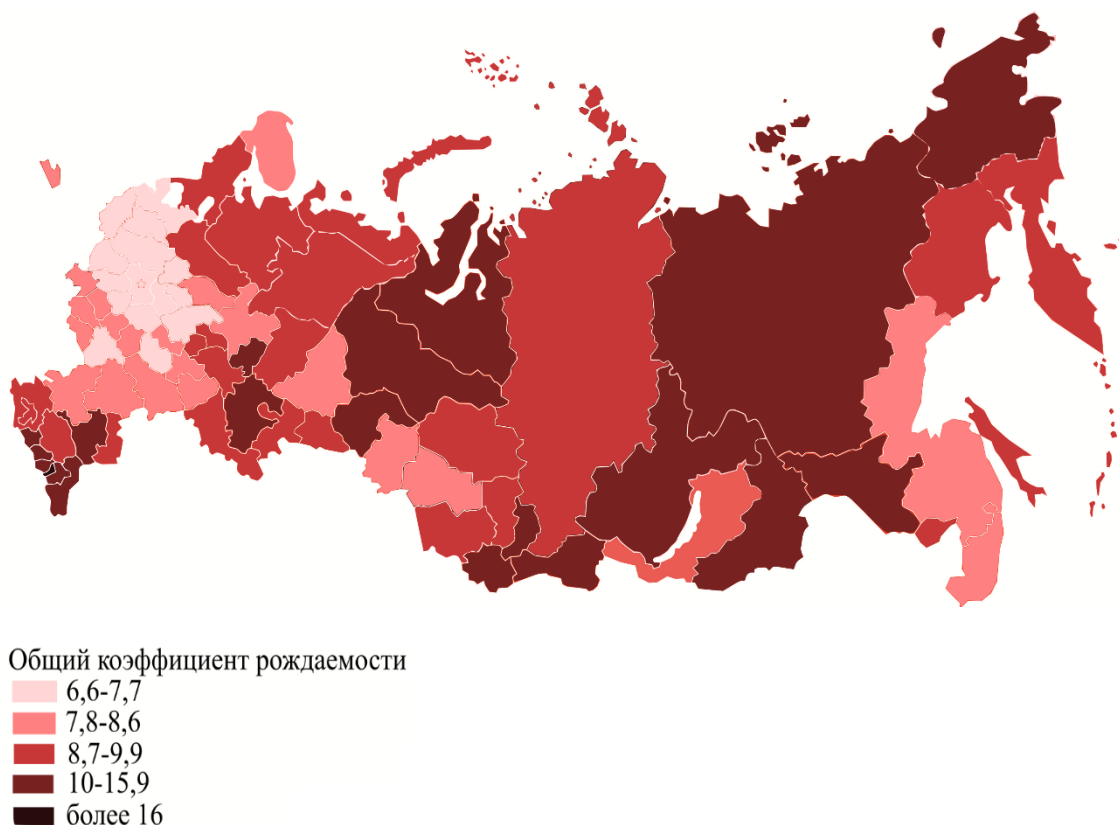 Общий коэффициент рождаемости
6,6-7,7
7,8-8,6
8,7-9,9
10-15,9
более 16